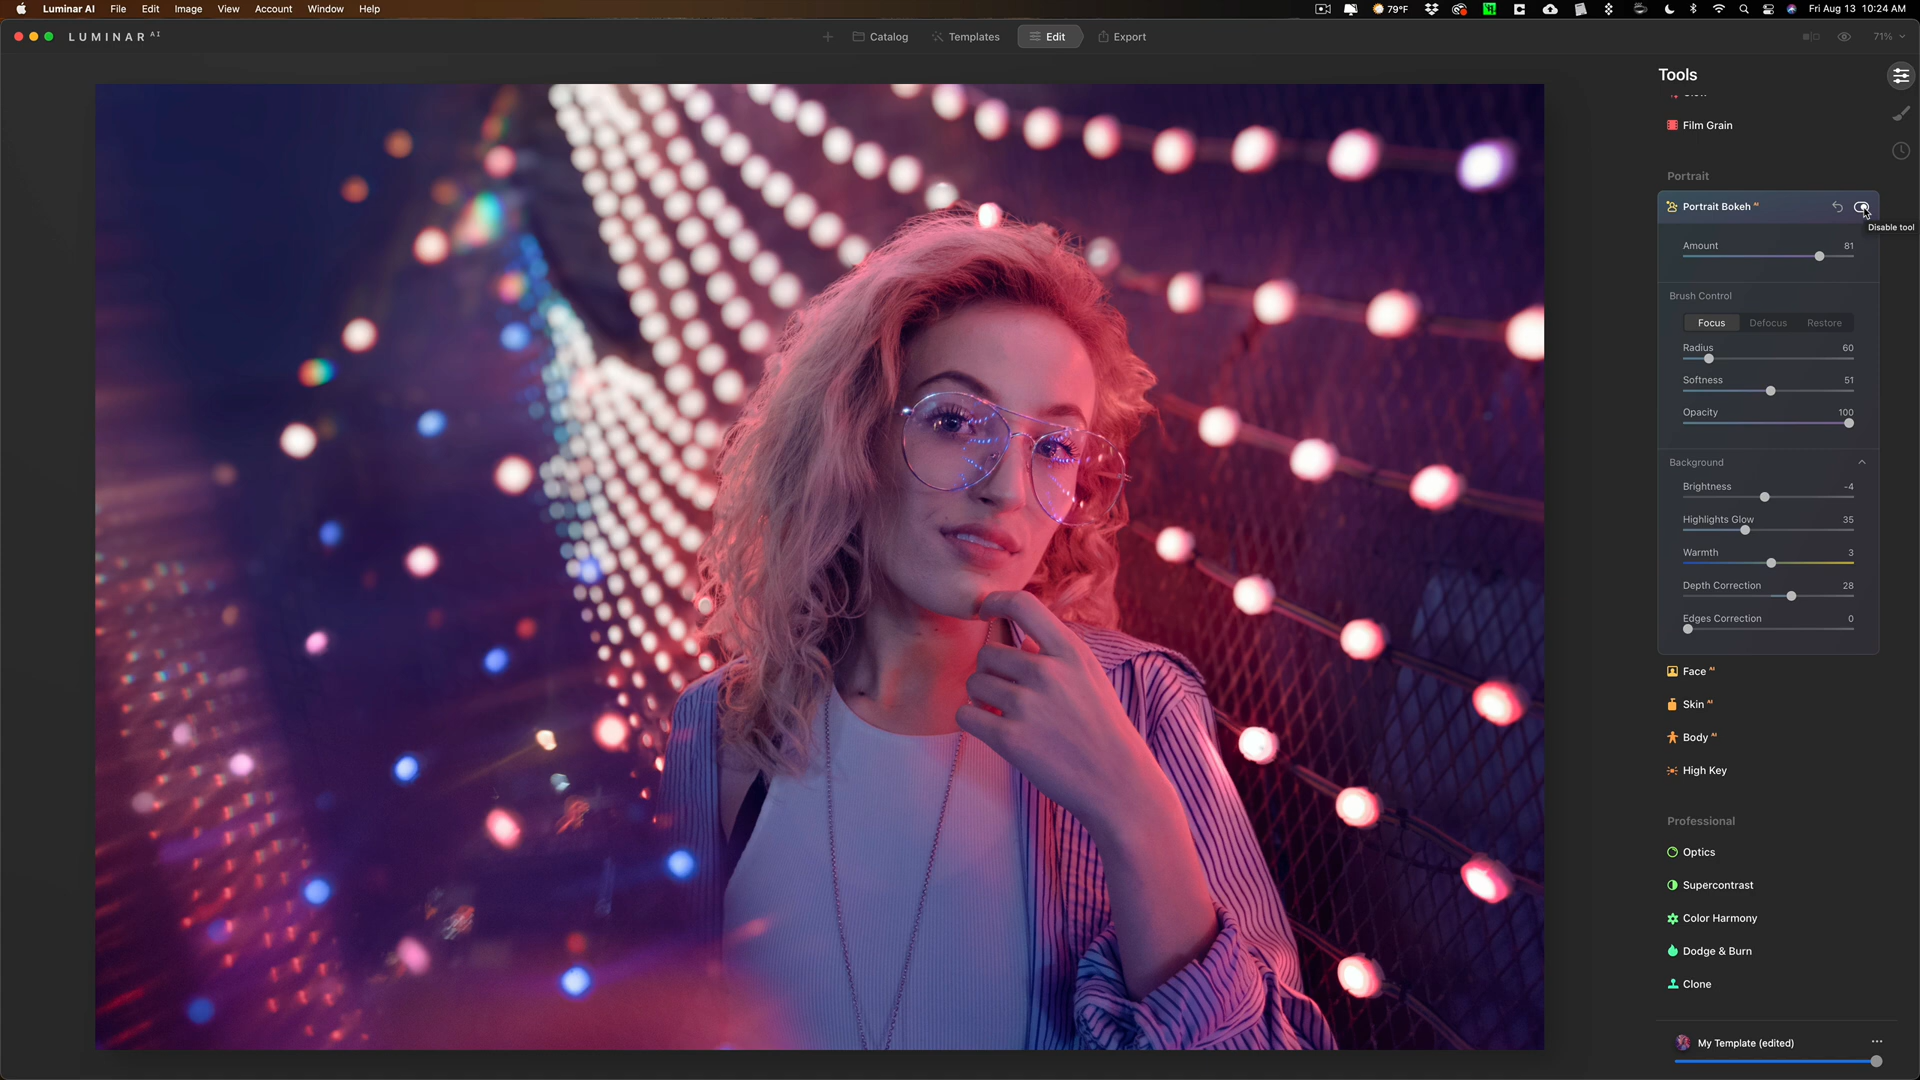 Luminar AI File Edit Image View Account Window Help 79°F Fri Aug 13 10:24 AM
LUMINAR AI Catalog Templates Edit Export 71%
Tools
Film Grain
Portrait
Portrait Bokeh AI
Disable tool
Amount 81
Brush Control
Focus Defocus Restore
Radius 60
Softness 51
Opacity 100
Background
Brightness -4
Highlights Glow 35
Warmth 3
Depth Correction 28
Edges Correction 0
Face AI
Skin AI
Body AI
High Key
Professional
Optics
Supercontrast
Color Harmony
Dodge & Burn
Clone
My Template (edited)